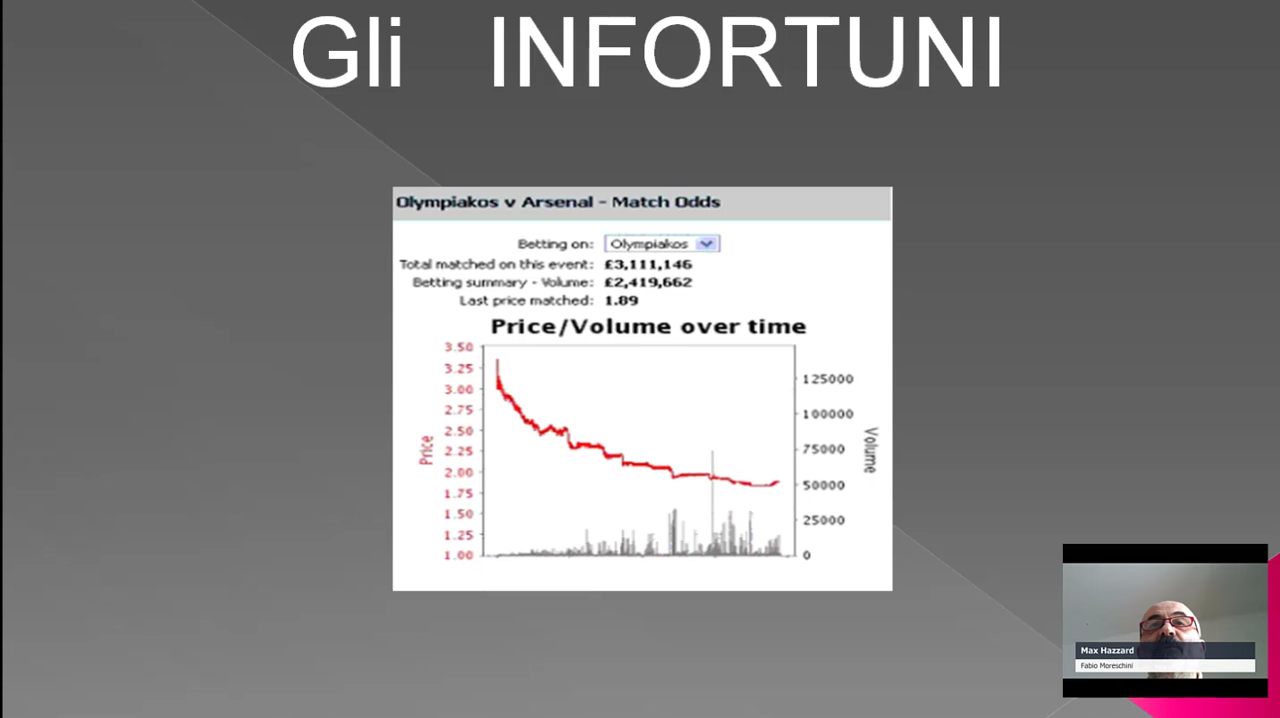 Gli INFORTUNI
Olympiakos v Arsenal - Match Odds
Betting on: Olympiakos
Total matched on this event: £3,111,146
Betting summary - Volume: £2,419,662
Last price matched: 1.89
Price/Volume over time
3.50
3.25
3.00
2.75
2.50
2.25
2.00
1.75
1.50
1.25
1.00
Price
125000
100000
75000
50000
25000
0
Volume
Max Hazzard
Fabio Moreschini